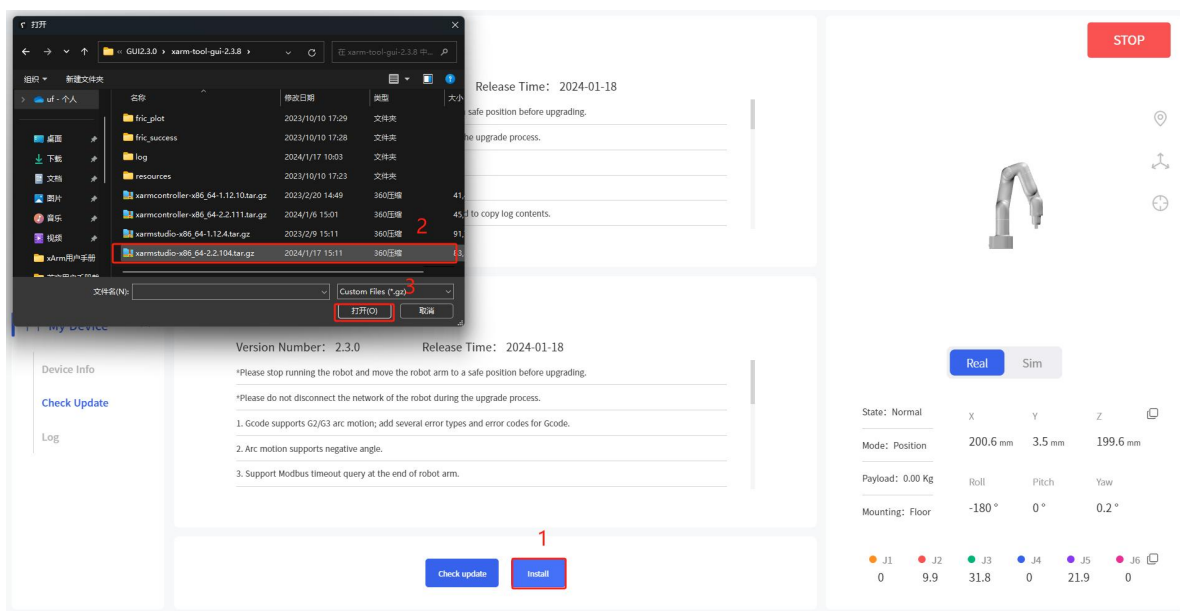 打开
« GUI2.3.0 › xarm-tool-gui-2.3.8 ›
在 xarm-tool-gui-2.3.8 中...
组织 新建文件夹
uf - 个人
桌面
下载
文档
图片
音乐
视频
xArm用户手册
名称 修改日期 类型 大小
fric_plot 2023/10/10 17:29 文件夹
fric_success 2023/10/10 17:28 文件夹
log 2024/1/17 10:03 文件夹
resources 2023/10/10 17:23 文件夹
xarmcontroller-x86_64-1.12.10.tar.gz 2023/2/20 14:49 360压缩 41,
xarmcontroller-x86_64-2.2.111.tar.gz 2024/1/6 15:01 360压缩 45,
xarmstudio-x86_64-1.12.4.tar.gz 2023/2/9 15:11 360压缩 91,
2
xarmstudio-x86_64-2.2.104.tar.gz 2024/1/17 15:11 360压缩
文件名(N): Custom Files (*.gz)
3
打开(O) 取消
Release Time: 2024-01-18
safe position before upgrading.
he upgrade process.
d to copy log contents.
My Device
Device Info
Check Update
Log
Version Number: 2.3.0 Release Time: 2024-01-18
*Please stop running the robot and move the robot arm to a safe position before upgrading.
*Please do not disconnect the network of the robot during the upgrade process.
1. Gcode supports G2/G3 arc motion; add several error types and error codes for Gcode.
2. Arc motion supports negative angle.
3. Support Modbus timeout query at the end of robot arm.
1
Check update Install
STOP
Real Sim
State: Normal
Mode: Position
Payload: 0.00 Kg
Mounting: Floor
X Y Z
200.6 mm 3.5 mm 199.6 mm
Roll Pitch Yaw
-180 ° 0 ° 0.2 °
J1 J2 J3 J4 J5 J6
0 9.9 31.8 0 21.9 0